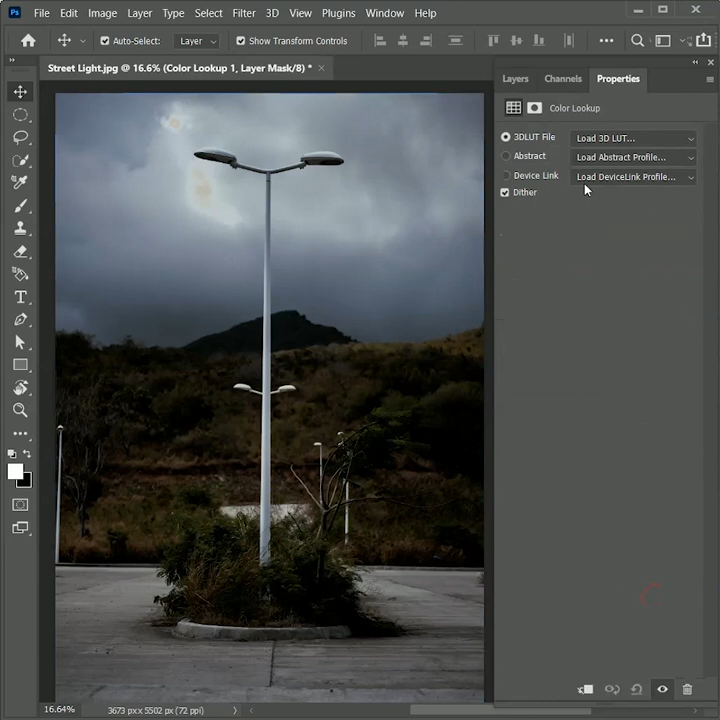 Ps File Edit Image Layer Type Select Filter 3D View Plugins Window Help
Auto-Select: Layer Show Transform Controls
Street Light.jpg @ 16.6% (Color Lookup 1, Layer Mask/8) *
Layers Channels Properties
Color Lookup
3DLUT File Load 3D LUT...
Abstract Load Abstract Profile...
Device Link Load DeviceLink Profile...
Dither
T
16.64% 3673 px x 5502 px (72 ppi)